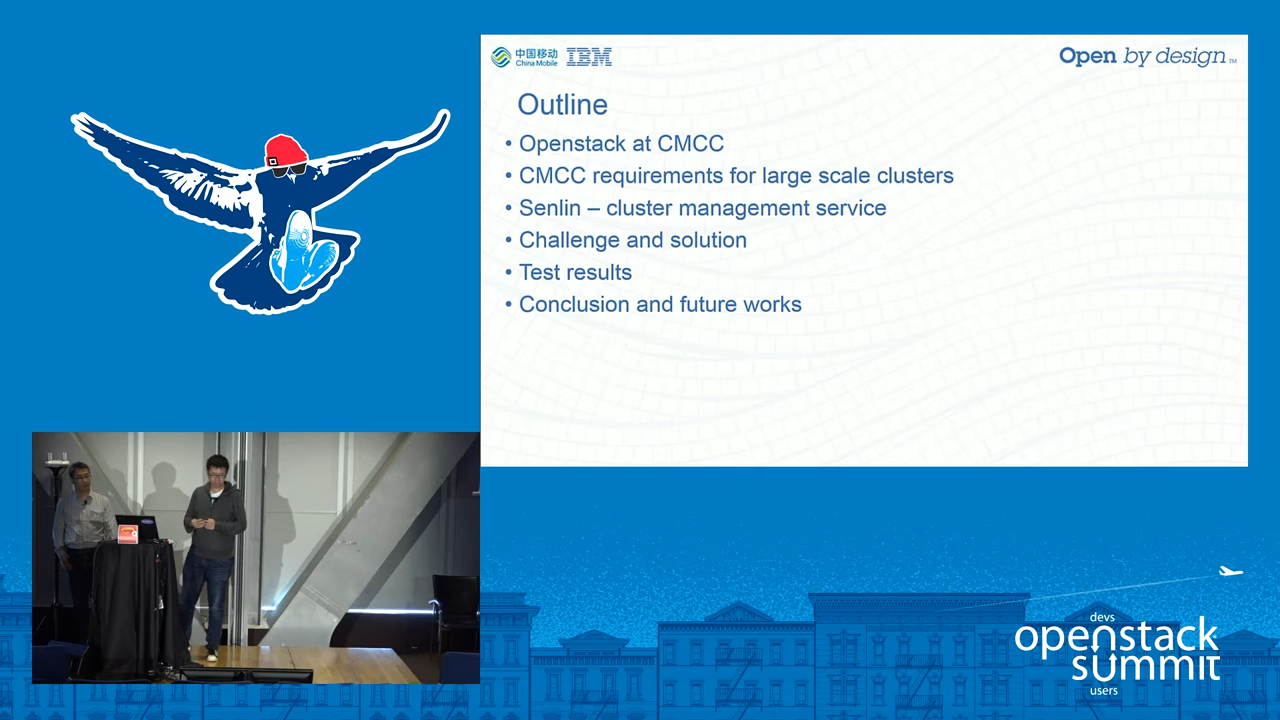 中国移动
China Mobile
IBM
Open by design™
Outline
• Openstack at CMCC
• CMCC requirements for large scale clusters
• Senlin – cluster management service
• Challenge and solution
• Test results
• Conclusion and future works
devs
openstack
summit
users